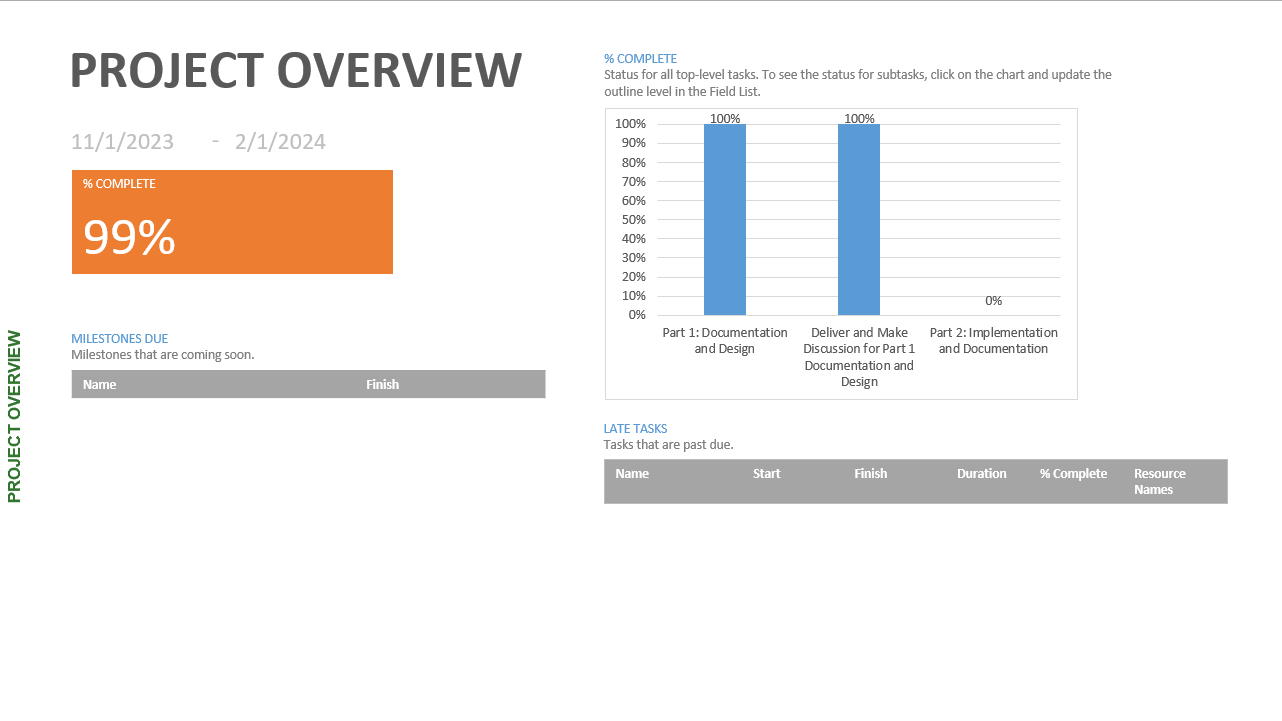 PROJECT OVERVIEW
11/1/2023 - 2/1/2024
% COMPLETE
99%
MILESTONES DUE
Milestones that are coming soon.
Name Finish
PROJECT OVERVIEW
% COMPLETE
Status for all top-level tasks. To see the status for subtasks, click on the chart and update the
outline level in the Field List.
100%
90%
80%
70%
60%
50%
40%
30%
20%
10%
0%
100% 100% 0%
Part 1: Documentation
and Design
Deliver and Make
Discussion for Part 1
Documentation and
Design
Part 2: Implementation
and Documentation
LATE TASKS
Tasks that are past due.
Name Start Finish Duration % Complete Resource
Names